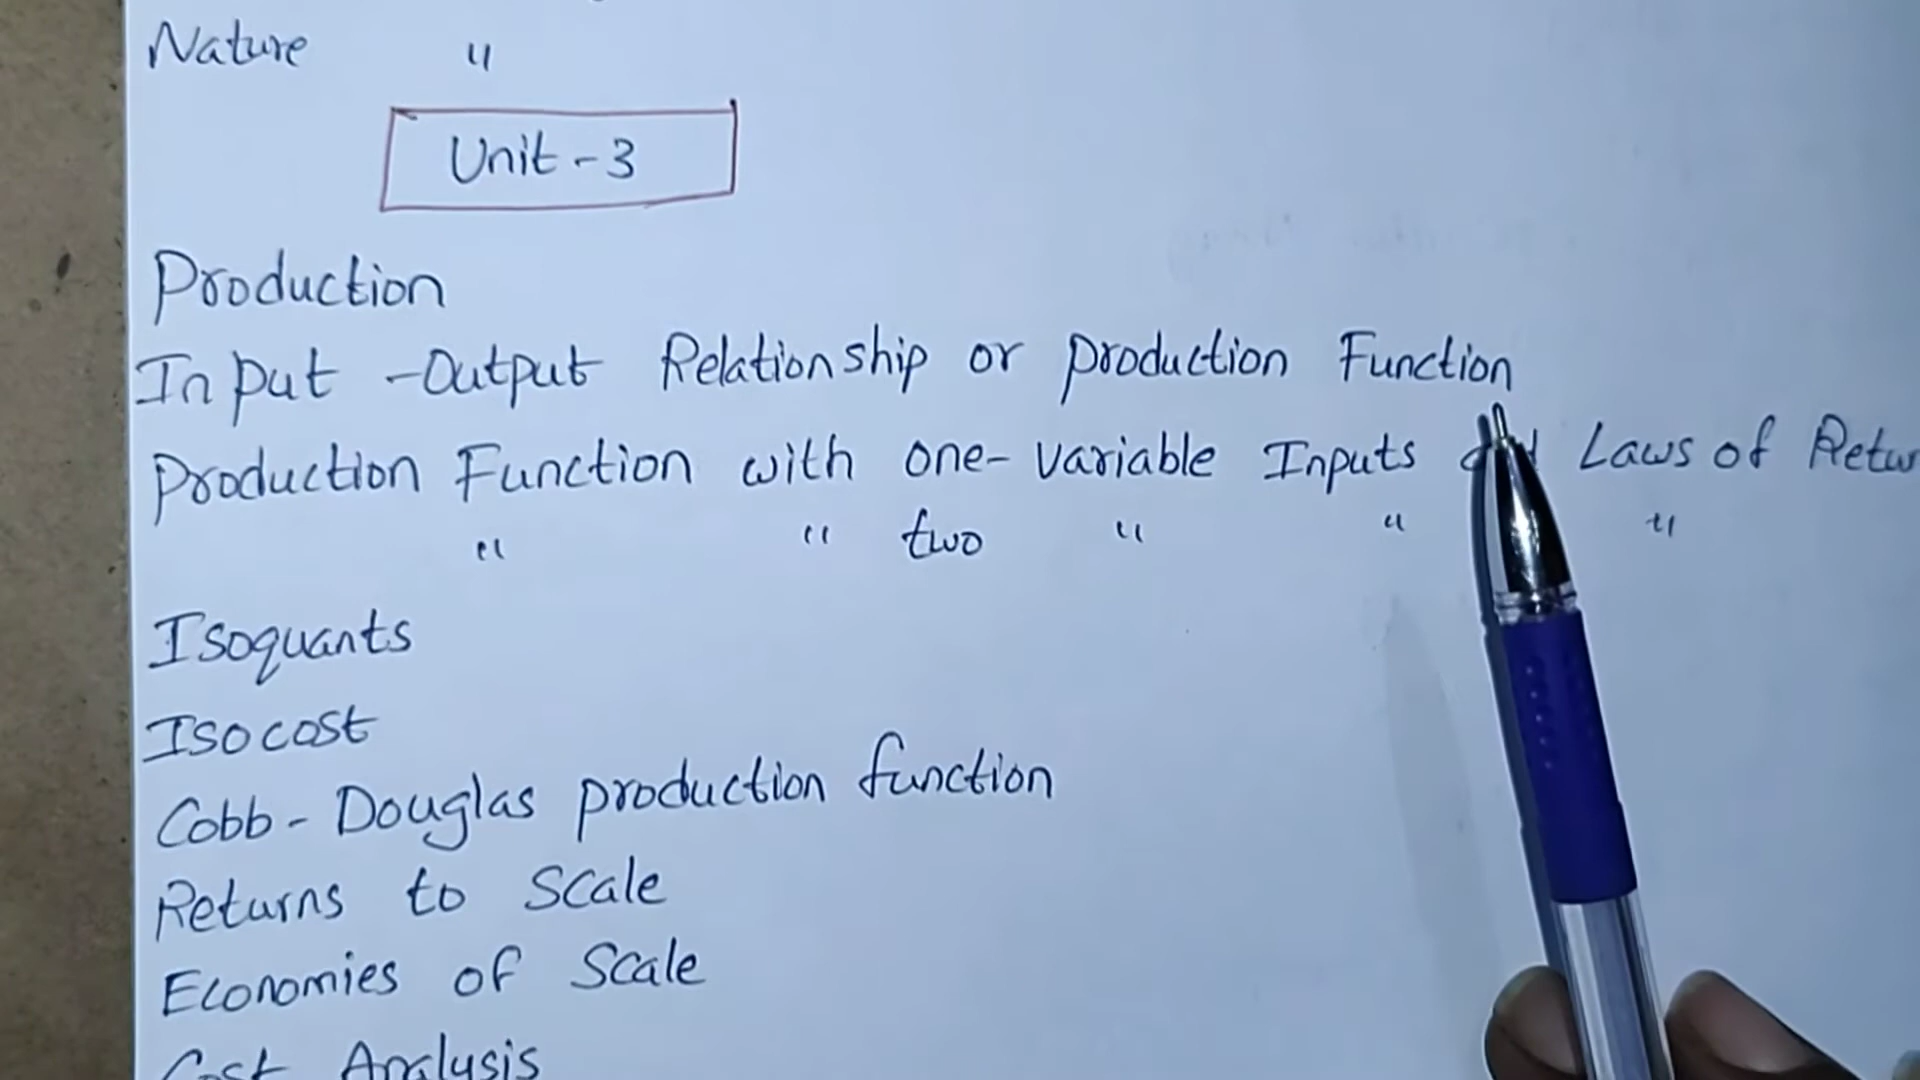 Nature "
Unit - 3
Production
Input - Output Relationship or production Function
Production Function with one - variable Inputs Laws of
" " two " " "
Isoquants
Isocost
Cobb - Douglas production function
Returns to Scale
Economies of Scale
Cost Analysis